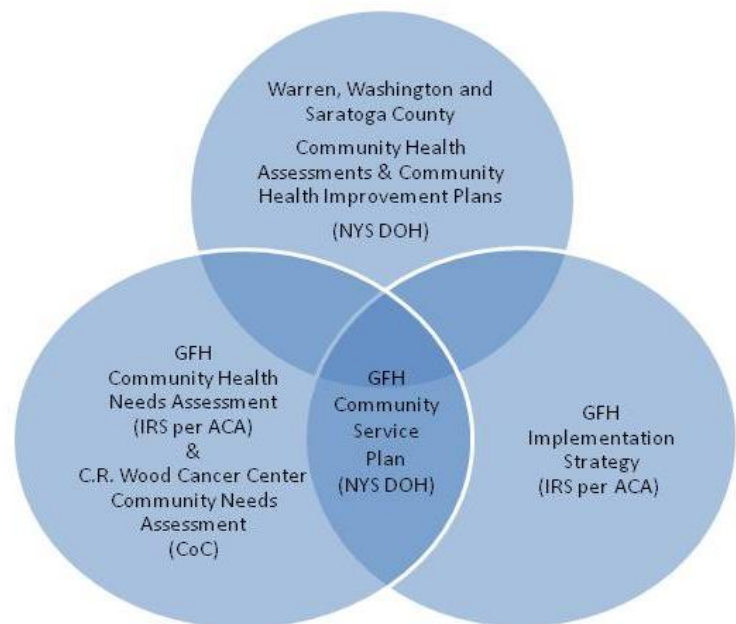 Warren, Washington and
Saratoga County
Community Health
Assessments & Community
Health Improvement Plans
(NYS DOH)
GFH
Community Health
Needs Assessment
(IRS per ACA)
&
C.R. Wood Cancer Center
Community Needs
Assessment
(CoC)
GFH
Community
Service
Plan
(NYS DOH)
GFH
Implementation
Strategy
(IRS per ACA)